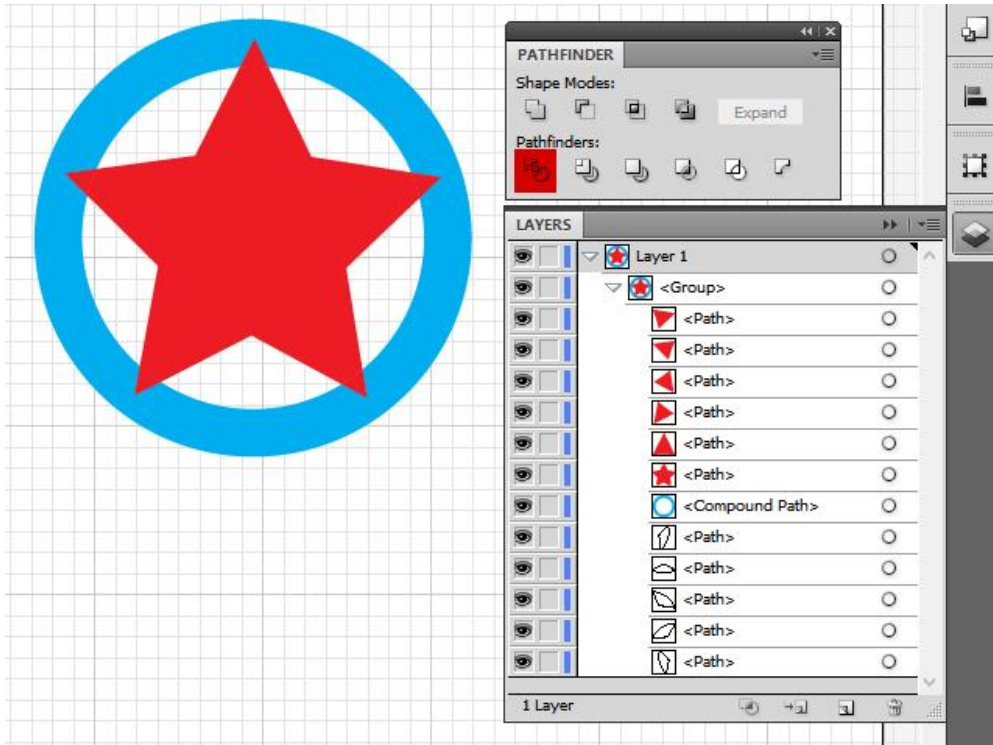 PATHFINDER
Shape Modes:
Expand
Pathfinders:
LAYERS
Layer 1
<Group>
<Path>
<Path>
<Path>
<Path>
<Path>
<Path>
<Compound Path>
<Path>
<Path>
<Path>
<Path>
<Path>
1 Layer